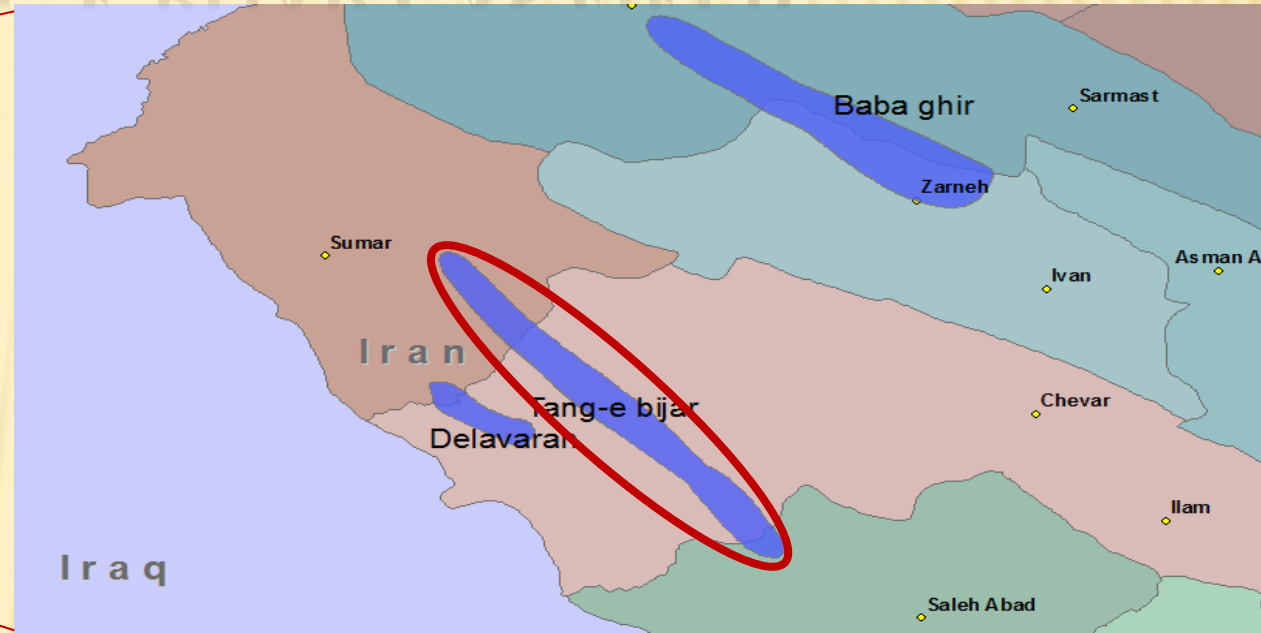 Baba ghir
Sarmast
Zarneh
Sumar
Asman A
Ivan
Iran
Chevar
Tang-e bijar
Delavaran
Ilam
Iraq
Saleh Abad